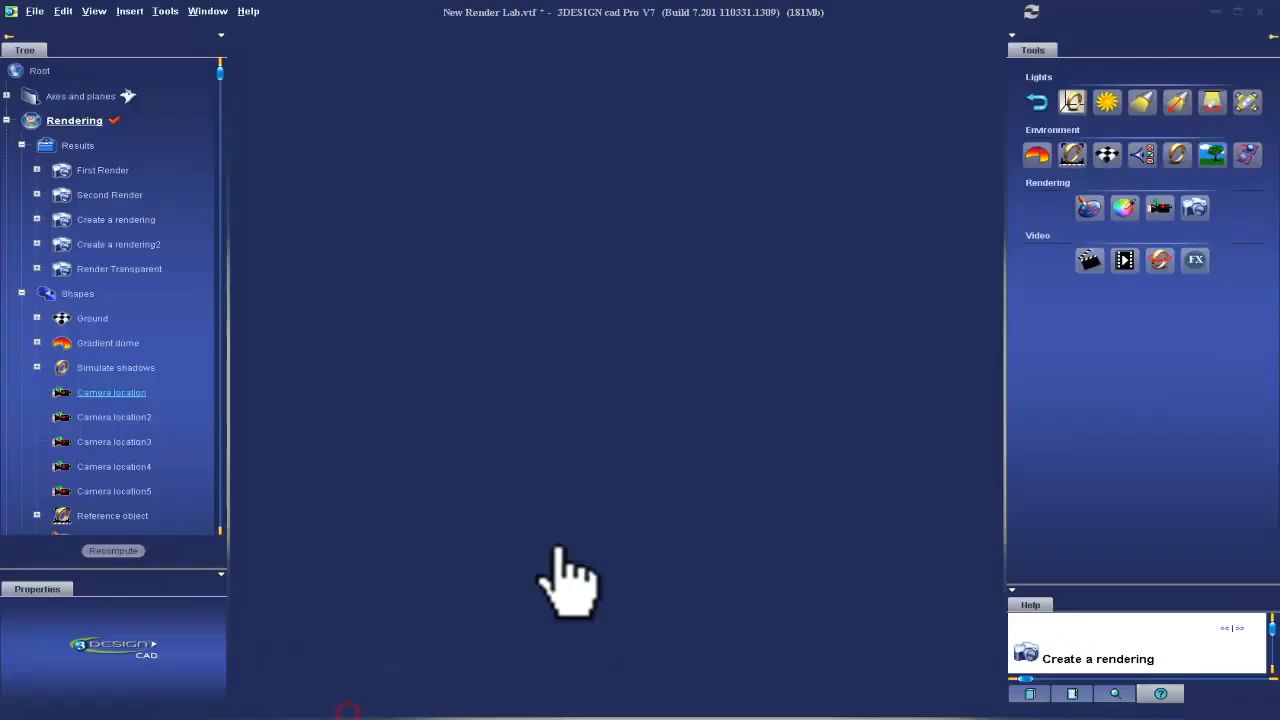 File Edit View Insert Tools Window Help
New Render Lab.vtf * - 3DESIGN cad Pro V7 (Build 7.201 110331.1309) (181Mb)
Tree
Root
Axes and planes
Rendering
Results
First Render
Second Render
Create a rendering
Create a rendering2
Render Transparent
Shapes
Ground
Gradient dome
Simulate shadows
Camera location
Camera location2
Camera location3
Camera location4
Camera location5
Reference object
Recompute
Properties
3DESIGN
CAD
Tools
Lights
Environment
Rendering
Video
FX
Help
<< | >>
Create a rendering